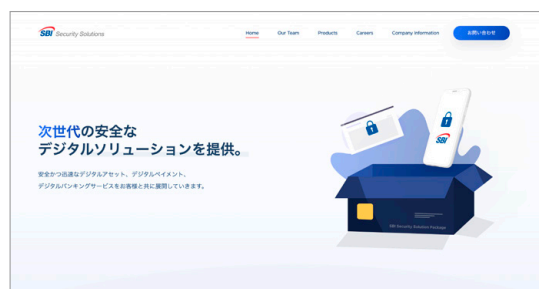 SBI Security Solutions
Home Our Team Products Careers Company Information お問い合わせ
次世代の安全な
デジタルソリューションを提供。
安全かつ迅速なデジタルアセット、デジタルペイメント、
デジタルバンキングサービスをお客様と共に展開していきます。
SBI
SBI Security Solution Package